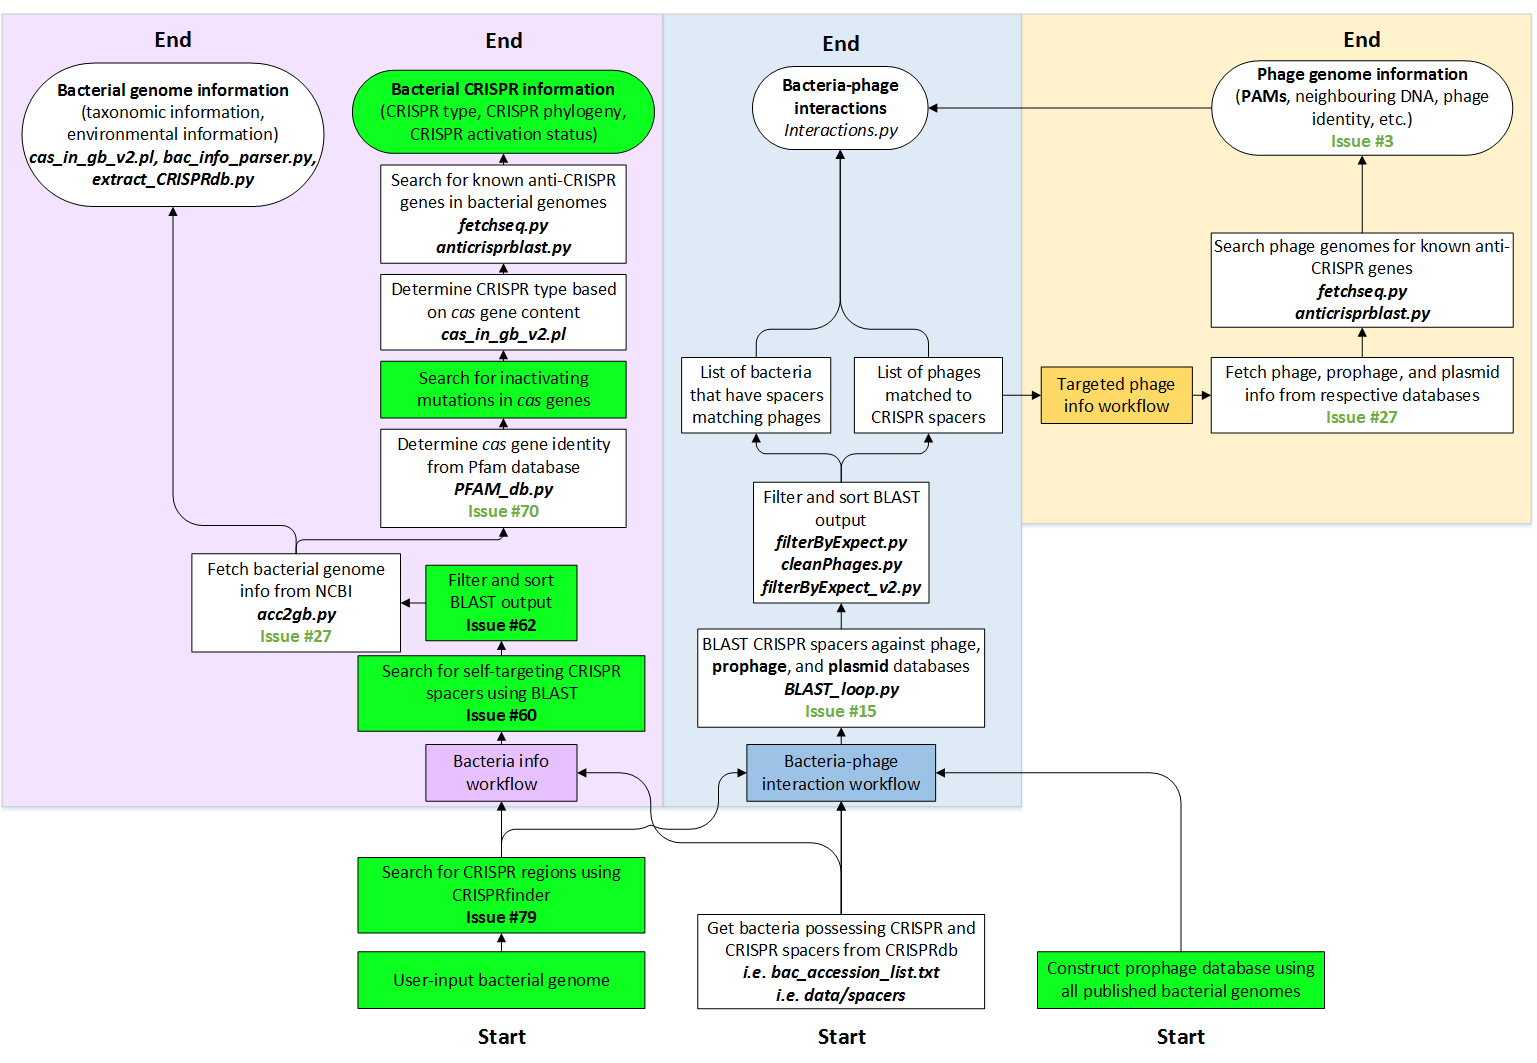 End
Bacterial genome information
(taxonomic information,
environmental information)
cas_in_gb_v2.pl, bac_info_parser.py,
extract_CRISPRdb.py
End
Bacterial CRISPR information
(CRISPR type, CRISPR phylogeny,
CRISPR activation status)
Search for known anti-CRISPR
genes in bacterial genomes
fetchseq.py
anticrisprblast.py
Determine CRISPR type based
on cas gene content
cas_in_gb_v2.pl
Search for inactivating
mutations in cas genes
Determine cas gene identity
from Pfam database
PFAM_db.py
Issue #70
Fetch bacterial genome
info from NCBI
acc2gb.py
Issue #27
Filter and sort
BLAST output
Issue #62
Search for self-targeting CRISPR
spacers using BLAST
Issue #60
Bacteria info
workflow
Search for CRISPR regions using
CRISPRfinder
Issue #79
User-input bacterial genome
Start
End
Bacteria-phage
interactions
Interactions.py
List of bacteria
that have spacers
matching phages
List of phages
matched to
CRISPR spacers
Filter and sort BLAST
output
filterByExpect.py
cleanPhages.py
filterByExpect_v2.py
BLAST CRISPR spacers against phage,
prophage, and plasmid databases
BLAST_loop.py
Issue #15
Bacteria-phage
interaction workflow
Get bacteria possessing CRISPR and
CRISPR spacers from CRISPRdb
i.e. bac_accession_list.txt
i.e. data/spacers
Start
End
Phage genome information
(PAMs, neighbouring DNA, phage
identity, etc.)
Issue #3
Search phage genomes for known anti-
CRISPR genes
fetchseq.py
anticrisprblast.py
Targeted phage
info workflow
Fetch phage, prophage, and plasmid
info from respective databases
Issue #27
Construct prophage database using
all published bacterial genomes
Start